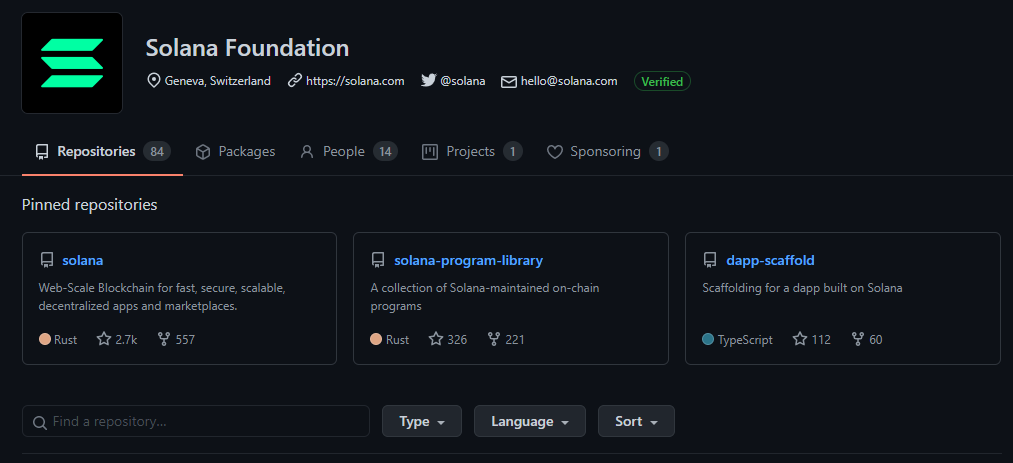 Solana Foundation
Geneva, Switzerland https://solana.com @solana hello@solana.com Verified
Repositories 84 Packages People 14 Projects 1 Sponsoring 1
Pinned repositories
solana
Web-Scale Blockchain for fast, secure, scalable,
decentralized apps and marketplaces.
Rust 2.7k 557
solana-program-library
A collection of Solana-maintained on-chain
programs
Rust 326 221
dapp-scaffold
Scaffolding for a dapp built on Solana
TypeScript 112 60
Find a repository... Type Language Sort